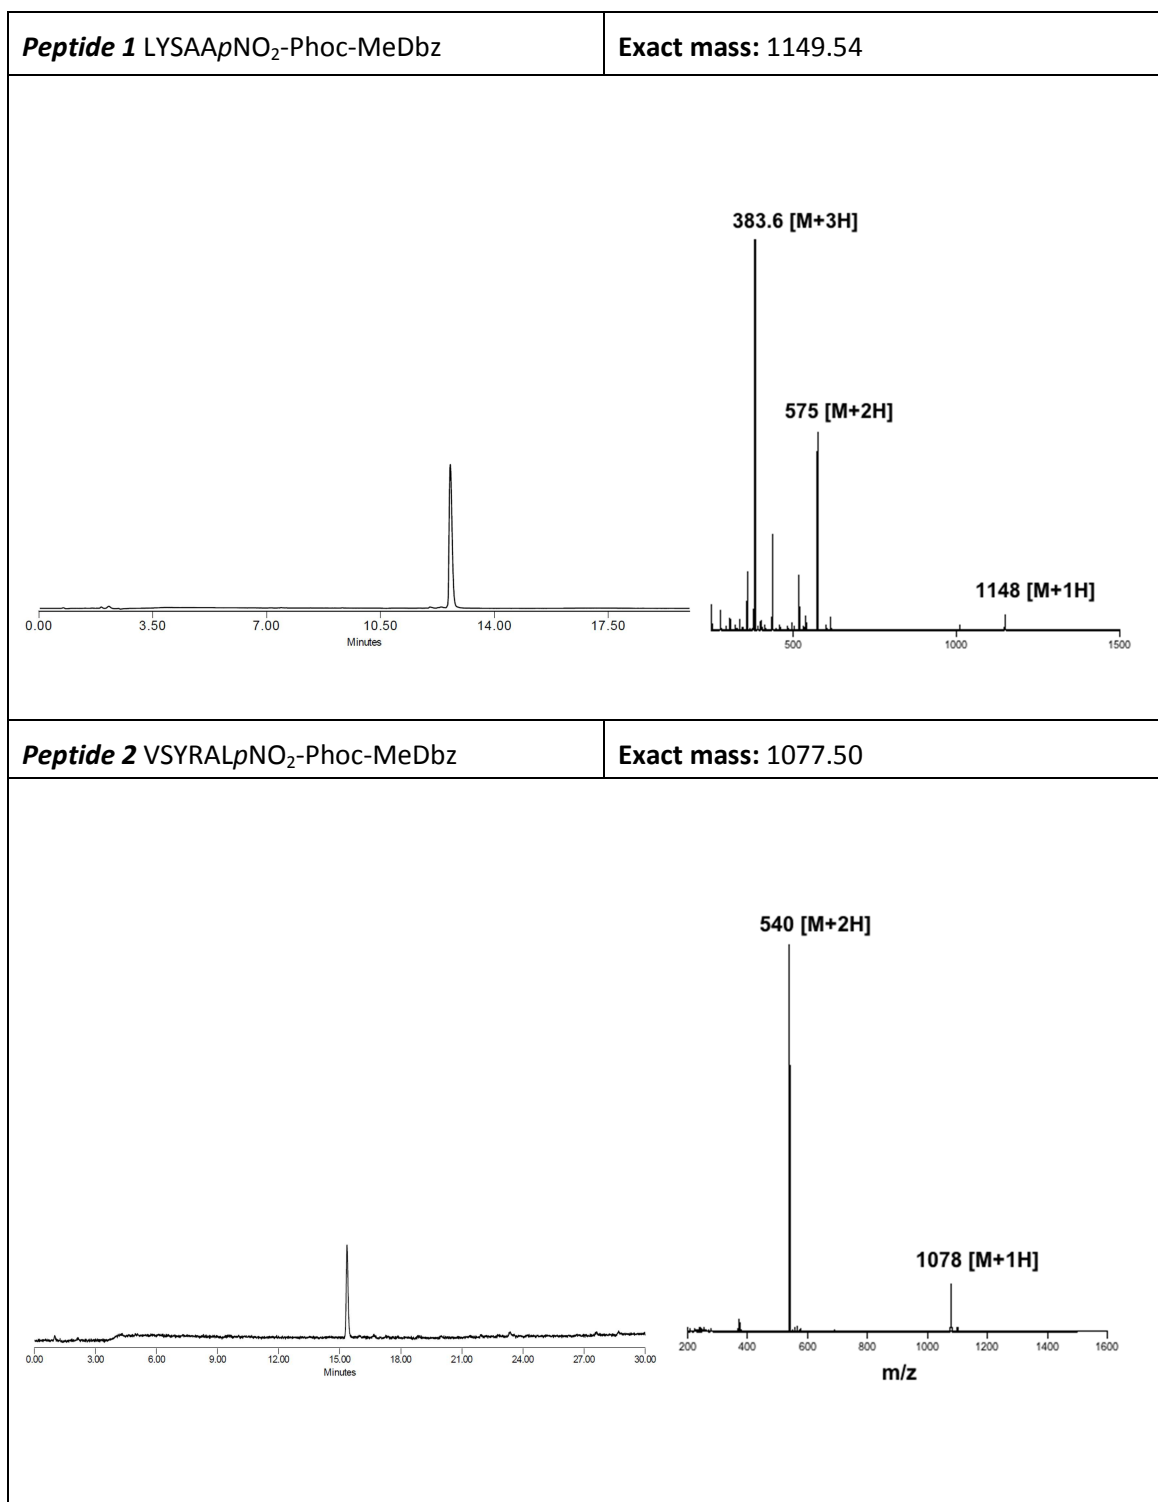 Peptide 1 LYSAApNO2-Phoc-MeDbz
Exact mass: 1149.54
383.6 [M+3H]
575 [M+2H]
1148 [M+1H]
0.00 3.50 7.00 10.50 14.00 17.50
Minutes
500 1000 1500
Peptide 2 VSYRALpNO2-Phoc-MeDbz
Exact mass: 1077.50
540 [M+2H]
1078 [M+1H]
0.00 3.00 6.00 9.00 12.00 15.00 18.00 21.00 24.00 27.00 30.00
Minutes
200 400 600 800 1000 1200 1400 1600
m/z